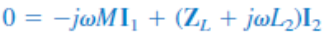 0 = −jωMI₁ + (Z_L + jωL₂)I₂